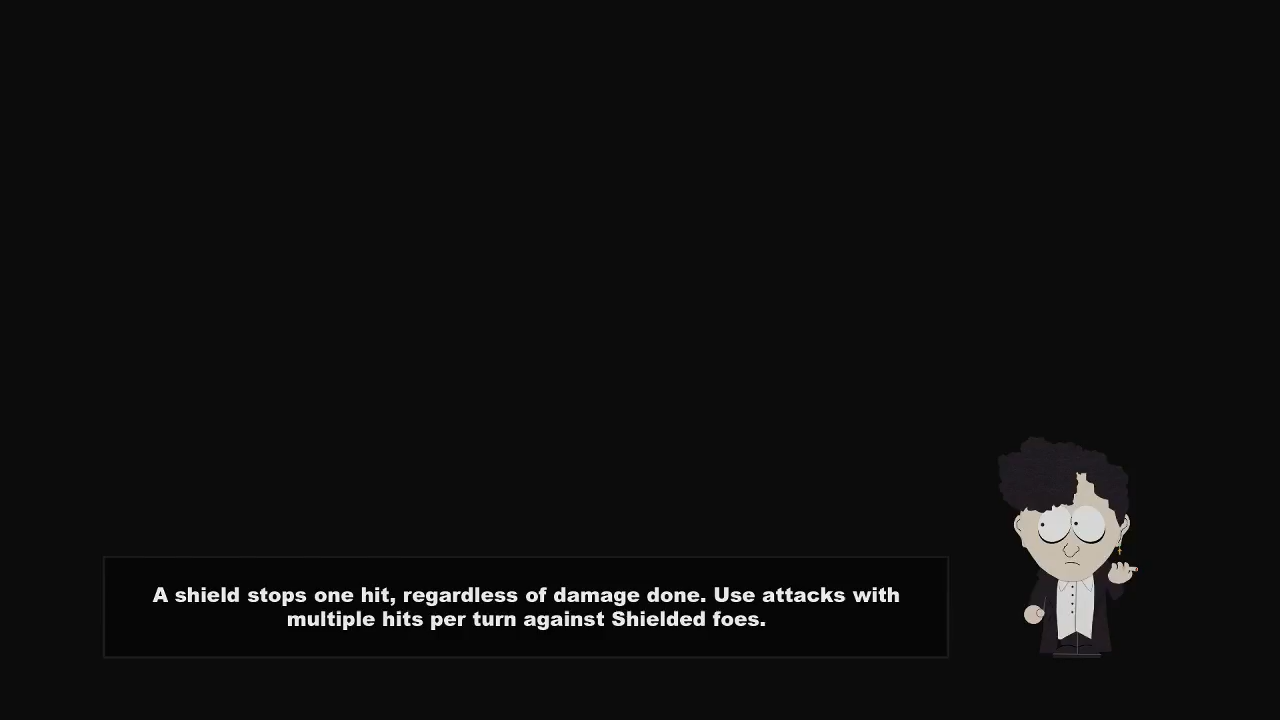 A shield stops one hit, regardless of damage done. Use attacks with
multiple hits per turn against Shielded foes.